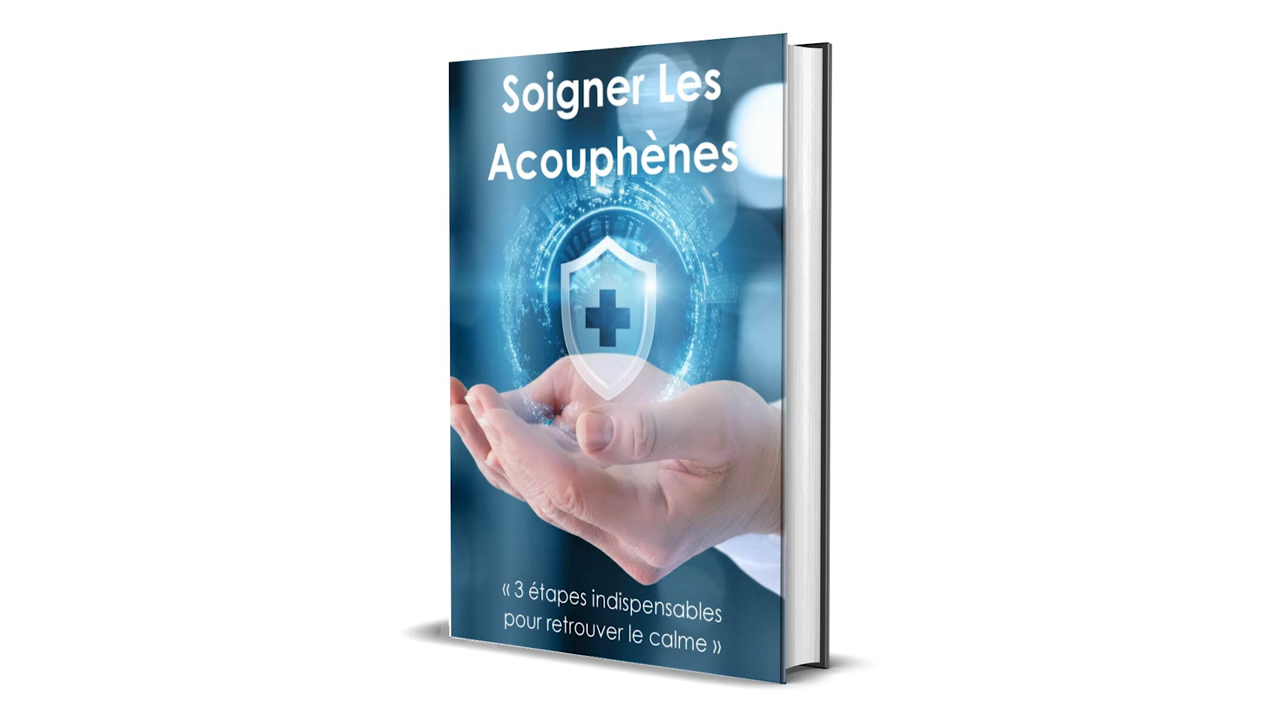 Soigner Les
Acouphènes
« 3 étapes indispensables
pour retrouver le calme »